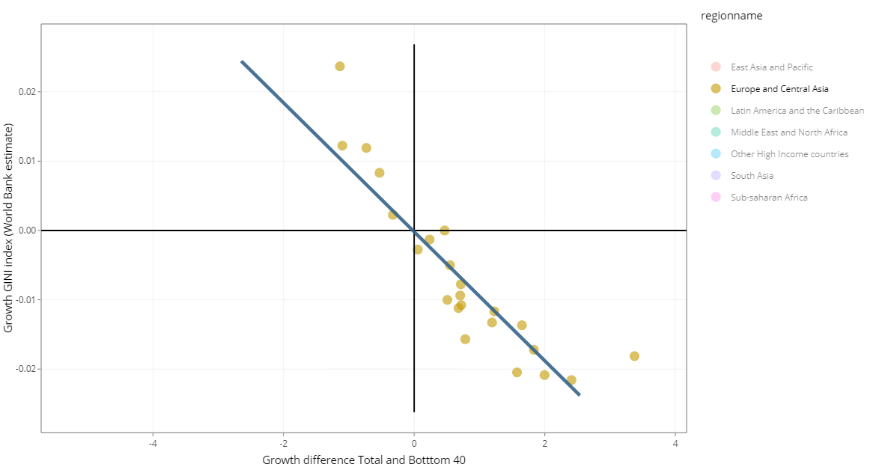 regionname
East Asia and Pacific
Europe and Central Asia
Latin America and the Caribbean
Middle East and North Africa
Other High Income countries
South Asia
Sub-saharan Africa
Growth GINI index (World Bank estimate)
0.02
0.01
0.00
-0.01
-0.02
-4
-2
0
2
4
Growth difference Total and Botttom 40